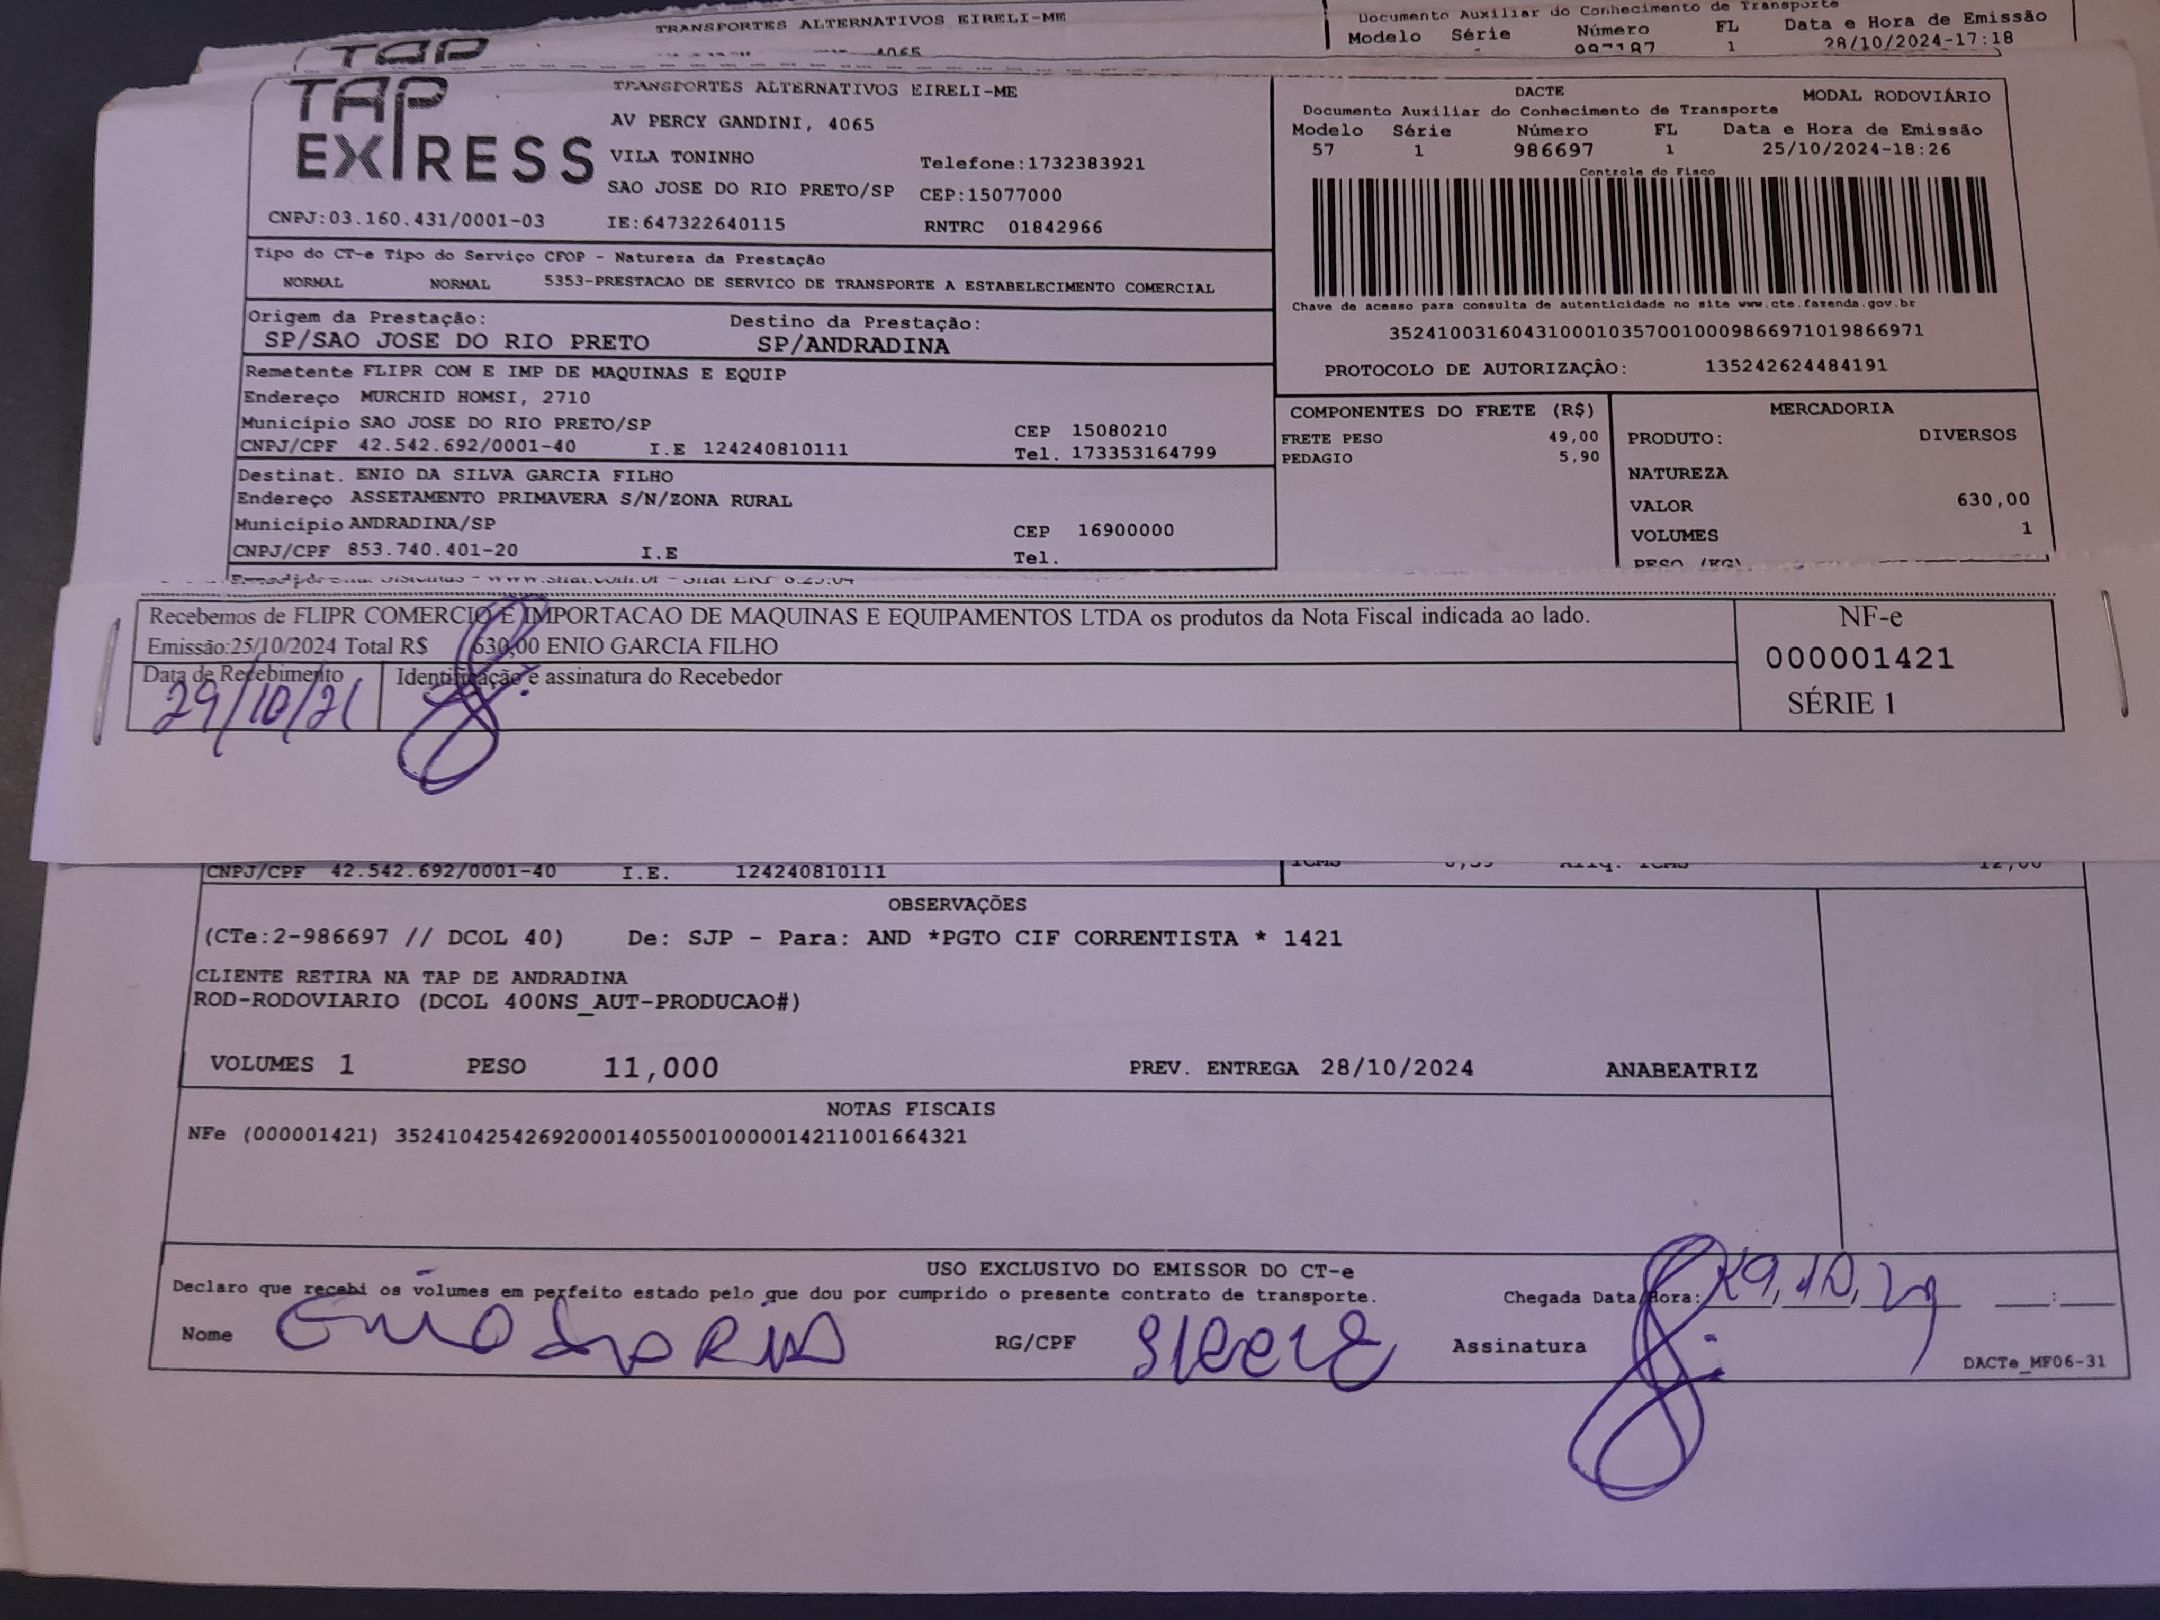 TRANSPORTES ALTERNATIVOS EIRELI-ME
4065
Documento Auxiliar do Conhecimento de Transporte
Modelo Série Número FL Data e Hora de Emissão
1 28/10/2024-17:18
TAP
TAP
EXPRESS
TRANSPORTES ALTERNATIVOS EIRELI-ME
AV PERCY GANDINI, 4065
VILA TONINHO Telefone:1732383921
SAO JOSE DO RIO PRETO/SP CEP:15077000
CNPJ:03.160.431/0001-03 IE:647322640115 RNTRC 01842966
DACTE MODAL RODOVIÁRIO
Documento Auxiliar do Conhecimento de Transporte
Modelo Série Número FL Data e Hora de Emissão
57 1 986697 1 25/10/2024-18:26
Controle do Fisco
Chave de acesso para consulta de autenticidade no site www.cte.fazenda.gov.br
35241003160431000103570010009866971019866971
PROTOCOLO DE AUTORIZAÇÂO: 135242624484191
Tipo do CT-e Tipo do Serviço CFOP - Natureza da Prestação
NORMAL NORMAL 5353-PRESTACAO DE SERVICO DE TRANSPORTE A ESTABELECIMENTO COMERCIAL
Origem da Prestação: Destino da Prestação:
SP/SAO JOSE DO RIO PRETO SP/ANDRADINA
Remetente FLIPR COM E IMP DE MAQUINAS E EQUIP
Endereço MURCHID HOMSI, 2710
Município SAO JOSE DO RIO PRETO/SP CEP 15080210
CNPJ/CPF 42.542.692/0001-40 I.E 124240810111 Tel. 173353164799
Destinat. ENIO DA SILVA GARCIA FILHO
Endereço ASSETAMENTO PRIMAVERA S/N/ZONA RURAL
Município ANDRADINA/SP CEP 16900000
CNPJ/CPF 853.740.401-20 I.E Tel.
COMPONENTES DO FRETE (R$)
FRETE PESO 49,00
PEDAGIO 5,90
MERCADORIA
PRODUTO: DIVERSOS
NATUREZA
VALOR 630,00
VOLUMES 1
PESO (KG)
Recebemos de FLIPR COMERCIO E IMPORTACAO DE MAQUINAS E EQUIPAMENTOS LTDA os produtos da Nota Fiscal indicada ao lado.
Emissão:25/10/2024 Total R$ 630,00 ENIO GARCIA FILHO
Data de Recebimento Identificação e assinatura do Recebedor
29/10/2
NF-e
000001421
SÉRIE 1
CNPJ/CPF 42.542.692/0001-40 I.E. 124240810111
ICMS Aliq. ICMS 12,00
OBSERVAÇÕES
(CTe:2-986697 // DCOL 40) De: SJP - Para: AND *PGTO CIF CORRENTISTA * 1421
CLIENTE RETIRA NA TAP DE ANDRADINA
ROD-RODOVIARIO (DCOL 400NS_AUT-PRODUCAO#)
VOLUMES 1 PESO 11,000 PREV. ENTREGA 28/10/2024 ANABEATRIZ
NOTAS FISCAIS
NFe (000001421) 35241042542692000140550010000014211001664321
USO EXCLUSIVO DO EMISSOR DO CT-e
Declaro que recebi os volumes em perfeito estado pelo que dou por cumprido o presente contrato de transporte. Chegada Data/Hora: 29, 10, 24 :
Nome RG/CPF Assinatura
DACTe_MF06-31